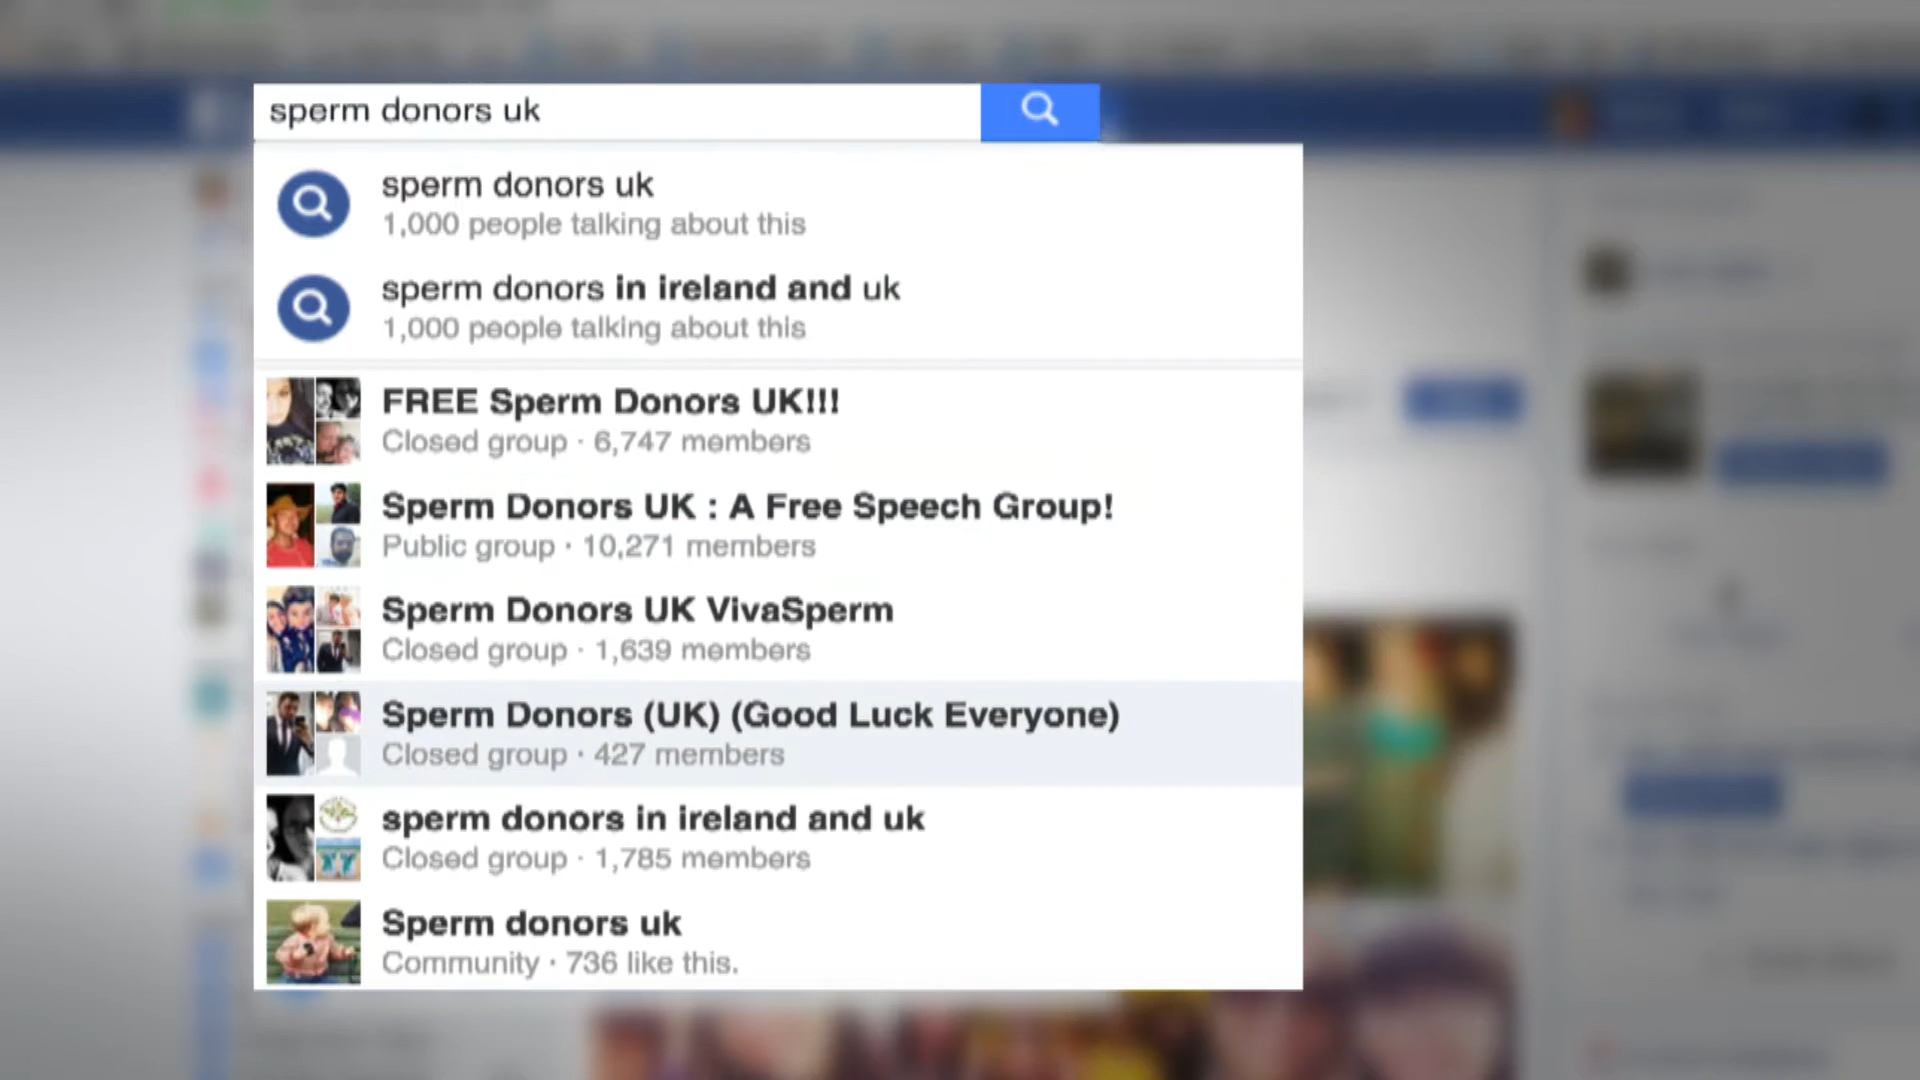 sperm donors uk
sperm donors uk
1,000 people talking about this
sperm donors in ireland and uk
1,000 people talking about this
FREE Sperm Donors UK!!!
Closed group · 6,747 members
Sperm Donors UK : A Free Speech Group!
Public group · 10,271 members
Sperm Donors UK VivaSperm
Closed group · 1,639 members
Sperm Donors (UK) (Good Luck Everyone)
Closed group · 427 members
sperm donors in ireland and uk
Closed group · 1,785 members
Sperm donors uk
Community · 736 like this.